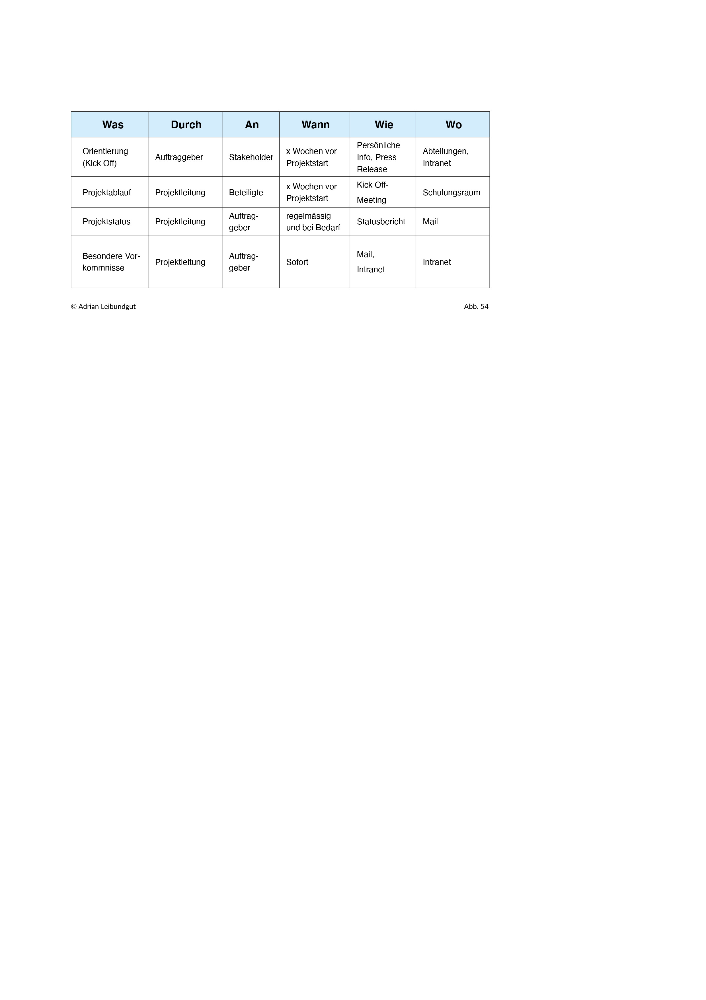 Was Durch An Wann Wie Wo
Orientierung
(Kick Off)
Auftraggeber
Stakeholder
x Wochen vor
Projektstart
Persönliche
Info, Press
Release
Abteilungen,
Intranet
Projektablauf
Projektleitung
Beteiligte
x Wochen vor
Projektstart
Kick Off-
Meeting
Schulungsraum
Projektstatus
Projektleitung
Auftrag-
geber
regelmässig
und bei Bedarf
Statusbericht
Mail
Besondere Vor-
kommnisse
Projektleitung
Auftrag-
geber
Sofort
Mail,
Intranet
Intranet
© Adrian Leibundgut
Abb. 54